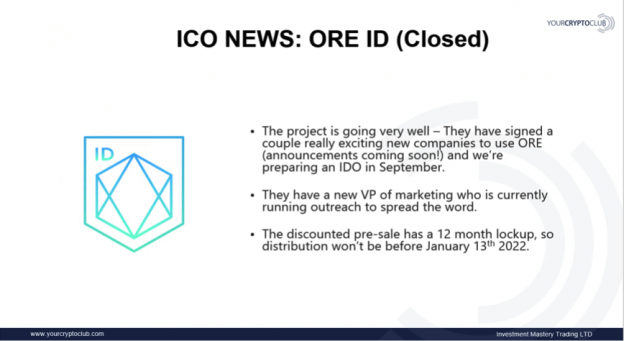 YOURCRYPTOCLUB
ICO NEWS: ORE ID (Closed)
ID
• The project is going very well – They have signed a
couple really exciting new companies to use ORE
(announcements coming soon!) and we're
preparing an IDO in September.
• They have a new VP of marketing who is currently
running outreach to spread the word.
• The discounted pre-sale has a 12 month lockup, so
distribution won't be before January 13th 2022.
www.yourcryptoclub.com
Investment Mastery Trading LTD